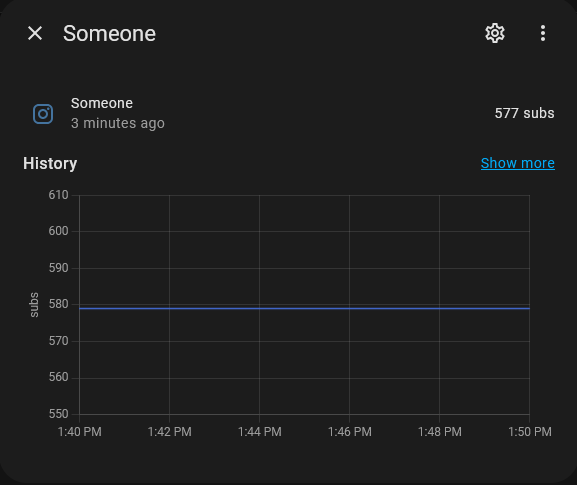 Someone
Someone
3 minutes ago
577 subs
History
Show more
610
600
590
580
570
560
550
subs
1:40 PM
1:42 PM
1:44 PM
1:46 PM
1:48 PM
1:50 PM